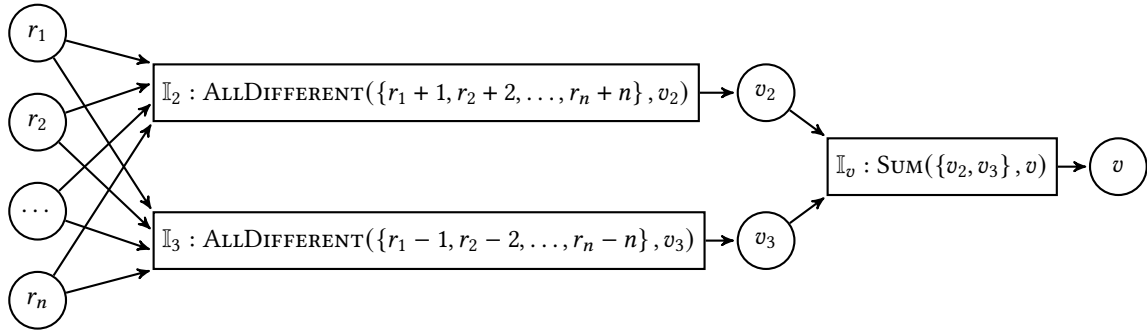 r₁
𝕀₂ : AllDifferent({r₁ + 1, r₂ + 2, …, rₙ + n}, v₂)
v₂
r₂
𝕀ᵥ : Sum({v₂, v₃}, v)
v
…
𝕀₃ : AllDifferent({r₁ − 1, r₂ − 2, …, rₙ − n}, v₃)
v₃
rₙ